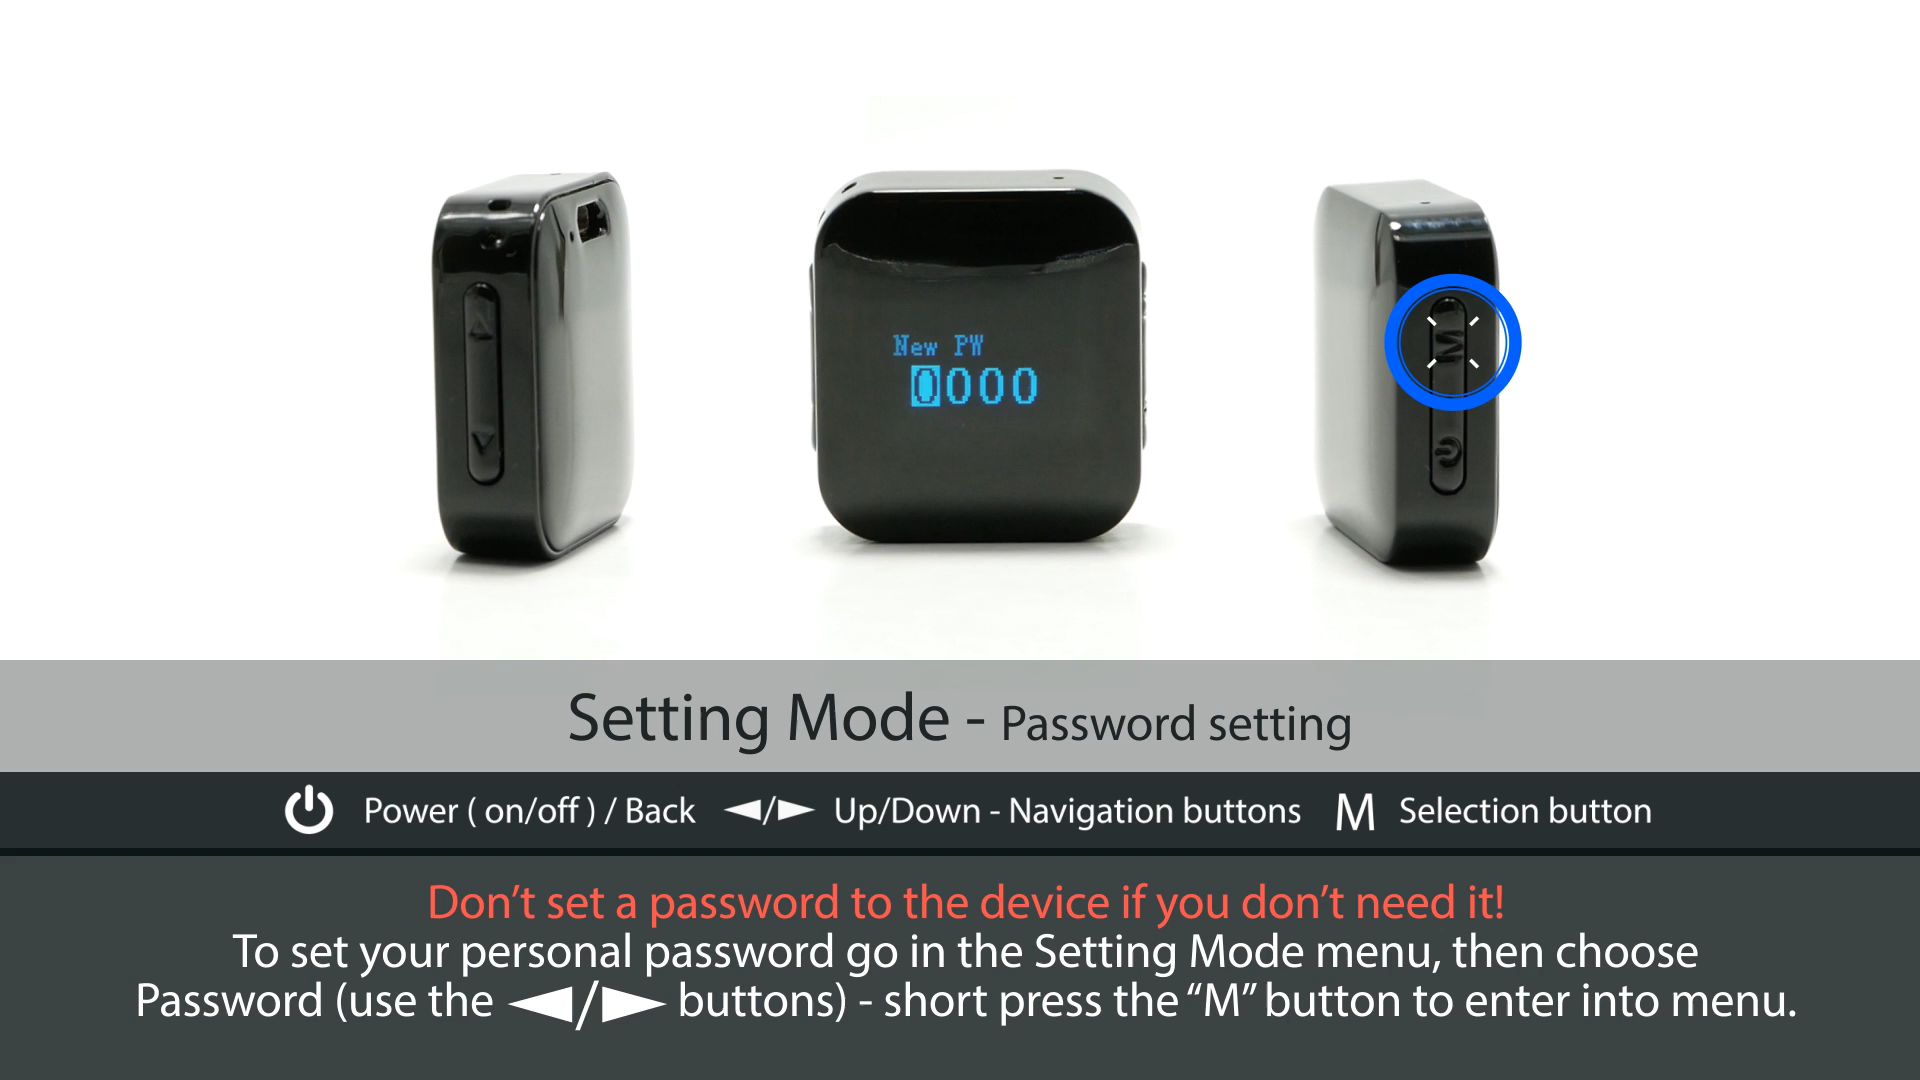 New PW
0000
M
Setting Mode - Password setting
Power ( on/off ) / Back ◄/► Up/Down - Navigation buttons M Selection button
Don’t set a password to the device if you don’t need it!
To set your personal password go in the Setting Mode menu, then choose
Password (use the ◄/► buttons) - short press the “M” button to enter into menu.